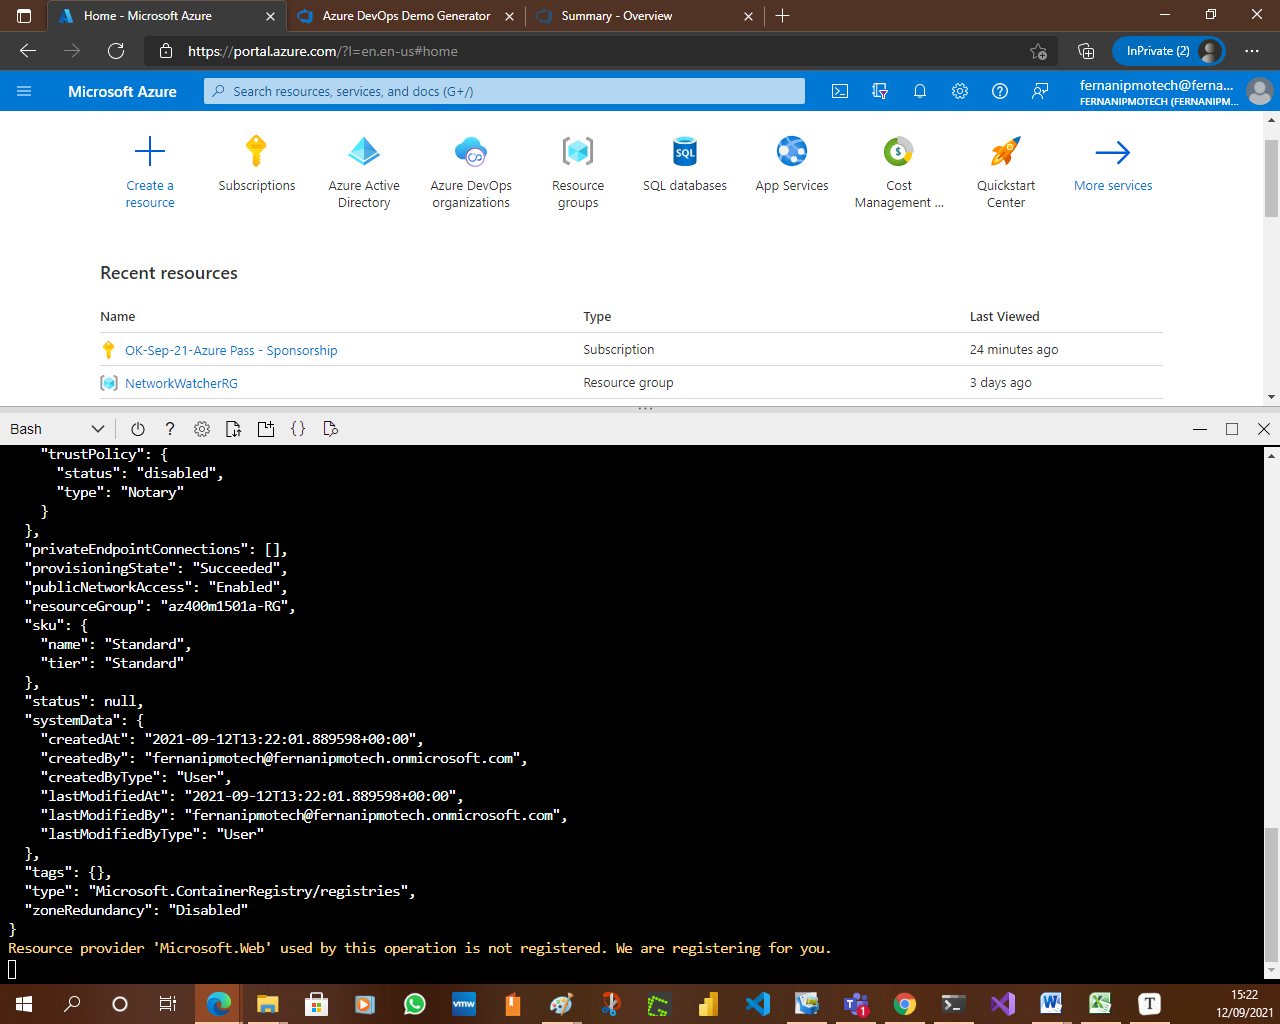 Home - Microsoft Azure
Azure DevOps Demo Generator
Summary - Overview
https://portal.azure.com/?l=en.en-us#home
InPrivate (2)
Microsoft Azure
Search resources, services, and docs (G+/)
fernanipmotech@ferna...
FERNANIPMOTECH (FERNANIPM...
Create a resource
Subscriptions
Azure Active Directory
Azure DevOps organizations
Resource groups
SQL
SQL databases
App Services
Cost Management ...
Quickstart Center
More services
Recent resources
Name Type Last Viewed
OK-Sep-21-Azure Pass - Sponsorship Subscription 24 minutes ago
NetworkWatcherRG Resource group 3 days ago
Bash
"trustPolicy": {
"status": "disabled",
"type": "Notary"
}
},
"privateEndpointConnections": [],
"provisioningState": "Succeeded",
"publicNetworkAccess": "Enabled",
"resourceGroup": "az400m1501a-RG",
"sku": {
"name": "Standard",
"tier": "Standard"
},
"status": null,
"systemData": {
"createdAt": "2021-09-12T13:22:01.889598+00:00",
"createdBy": "fernanipmotech@fernanipmotech.onmicrosoft.com",
"createdByType": "User",
"lastModifiedAt": "2021-09-12T13:22:01.889598+00:00",
"lastModifiedBy": "fernanipmotech@fernanipmotech.onmicrosoft.com",
"lastModifiedByType": "User"
},
"tags": {},
"type": "Microsoft.ContainerRegistry/registries",
"zoneRedundancy": "Disabled"
}
Resource provider 'Microsoft.Web' used by this operation is not registered. We are registering for you.
vmw
1
T
15:22
12/09/2021